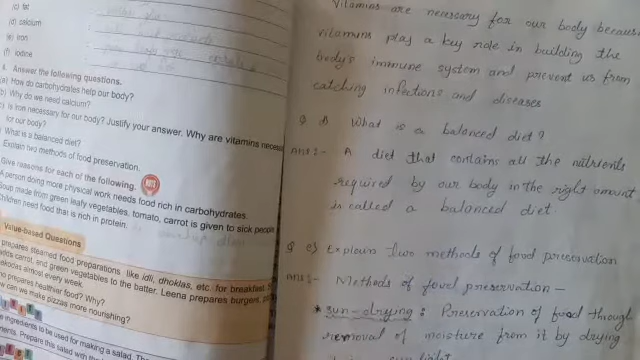 (c) fat
(d) calcium
(e) iron
(f) iodine
4. Answer the following questions.
(a) How do carbohydrates help our body?
(b) Why do we need calcium?
(c) Is iron necessary for our body? Justify your answer. Why are vitamins necessary
for our body?
What is a balanced diet?
Explain two methods of food preservation.
Give reasons for each of the following.
A person doing more physical work needs food rich in carbohydrates.
Soup made from green leafy vegetables, tomato, carrot is given to sick people
Children need food that is rich in protein.
Value-based Questions
prepares steamed food preparations like idli, dhoklas, etc for breakfast.
and green vegetables to the batter. Leena prepares burgers,
almost every week.
prepares healthier food? Why?
can we make pizzas more nourishing?
ingredients to be used for making a salad.
Prepare this salad with the
Vitamins are necessary for our body because
vitamins play a key role in building the
body's immune system and prevent us from
catching infections and diseases
Q d) What is a balanced diet?
Ans:- A diet that contains all the nutrients
required by our body in the right amount
is called a balanced diet.
Q e) Explain Two methods of food preservation
Ans:- Methods of food preservation —
* sun-drying: Preservation of food through
removal of moisture from it by drying